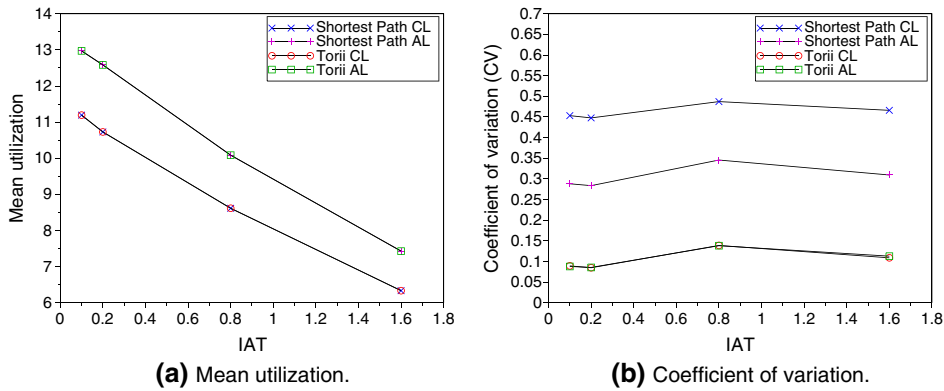 14
13
12
11
10
9
8
7
6
Mean utilization
0 0.2 0.4 0.6 0.8 1 1.2 1.4 1.6 1.8
IAT
Shortest Path CL
Shortest Path AL
Torii CL
Torii AL
(a) Mean utilization.
0.7
0.65
0.6
0.55
0.5
0.45
0.4
0.35
0.3
0.25
0.2
0.15
0.1
0.05
0
Coefficient of variation (CV)
0 0.2 0.4 0.6 0.8 1 1.2 1.4 1.6 1.8
IAT
Shortest Path CL
Shortest Path AL
Torii CL
Torii AL
(b) Coefficient of variation.